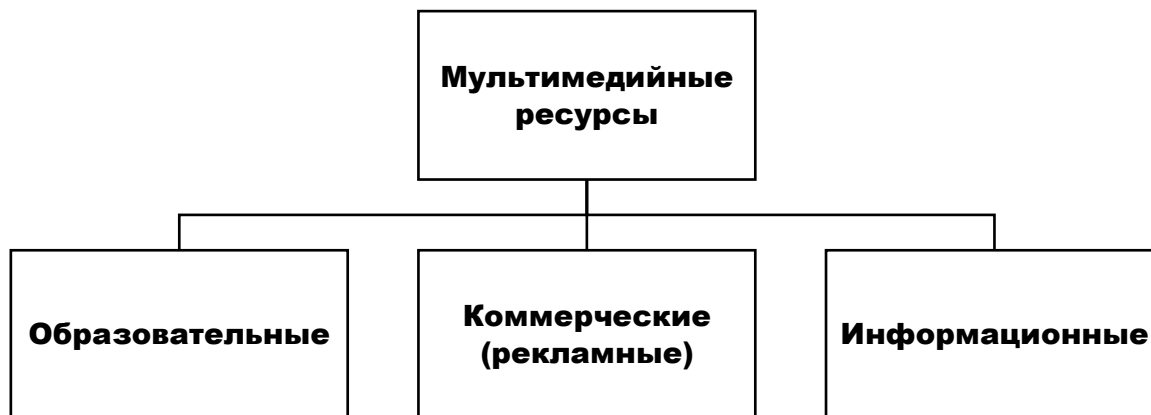 Мультимедийные
ресурсы
Образовательные
Коммерческие
(рекламные)
Информационные